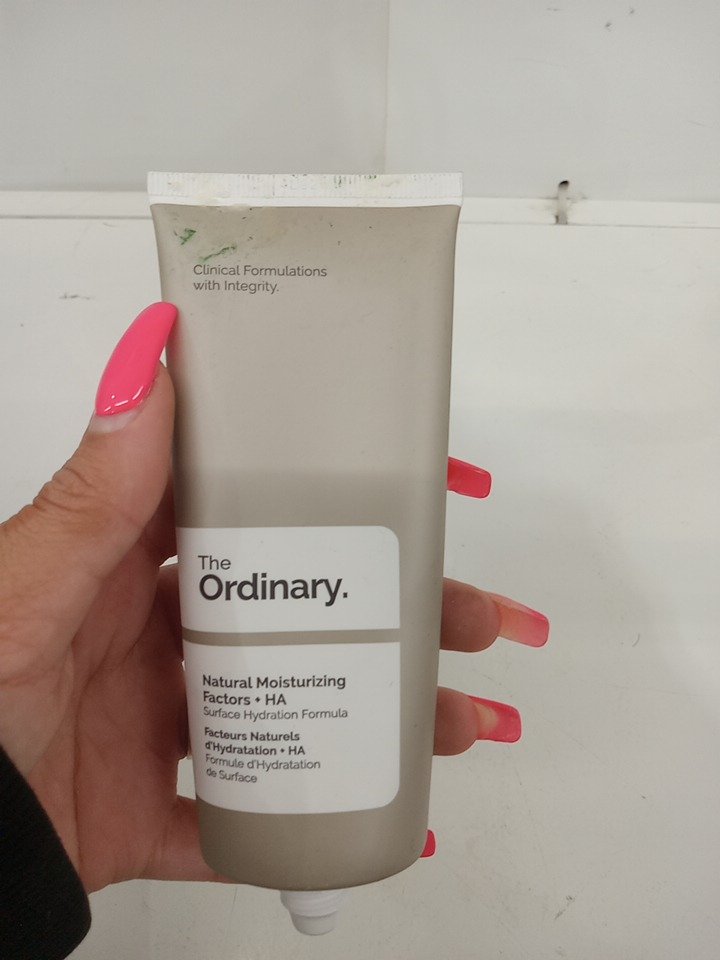 Clinical Formulations
with Integrity.
The
Ordinary.
Natural Moisturizing
Factors + HA
Surface Hydration Formula
Facteurs Naturels
d'Hydratation + HA
Formule d'Hydratation
de Surface